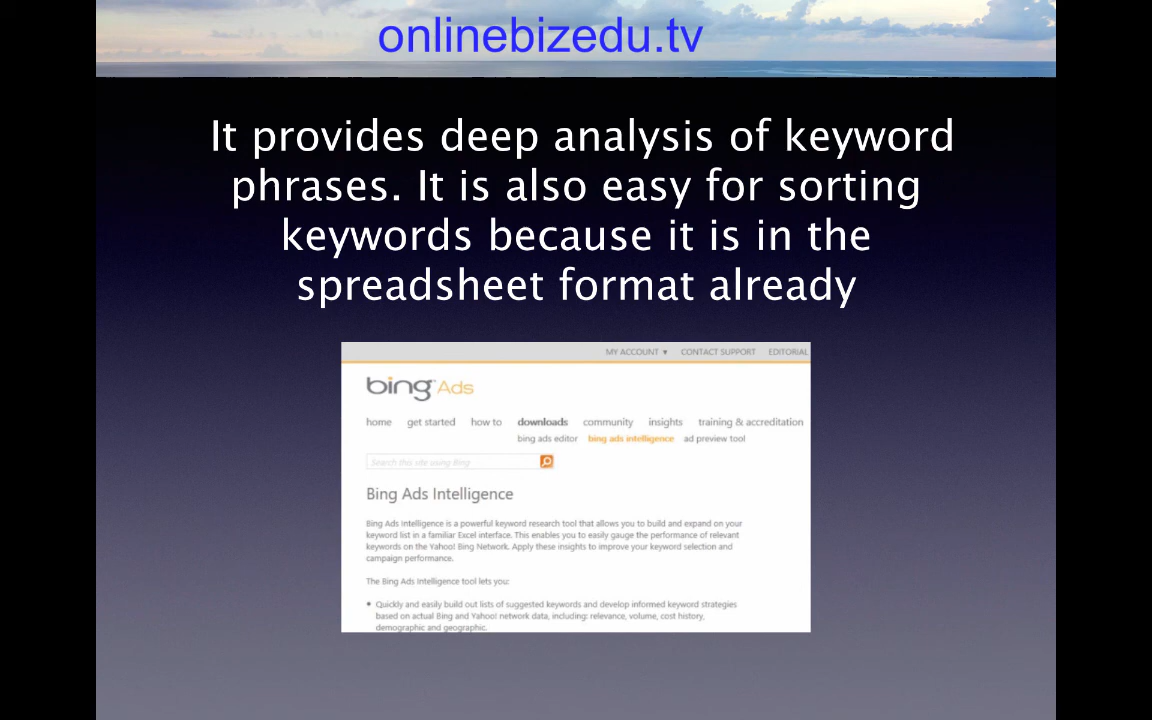 onlinebizedu.tv
It provides deep analysis of keyword
phrases. It is also easy for sorting
keywords because it is in the
spreadsheet format already
MY ACCOUNT ▼ CONTACT SUPPORT EDITORIAL
bing Ads
home get started how to downloads community insights training & accreditation
bing ads editor bing ads intelligence ad preview tool
Search this site using Bing
Bing Ads Intelligence
Bing Ads Intelligence is a powerful keyword research tool that allows you to build and expand on your
keyword list in a familiar Excel interface. This enables you to easily gauge the performance of relevant
keywords on the Yahoo! Bing Network. Apply these insights to improve your keyword selection and
campaign performance.
The Bing Ads Intelligence tool lets you:
• Quickly and easily build out lists of suggested keywords and develop informed keyword strategies
based on actual Bing and Yahoo! network data, including: relevance, volume, cost history,
demographic and geographic.